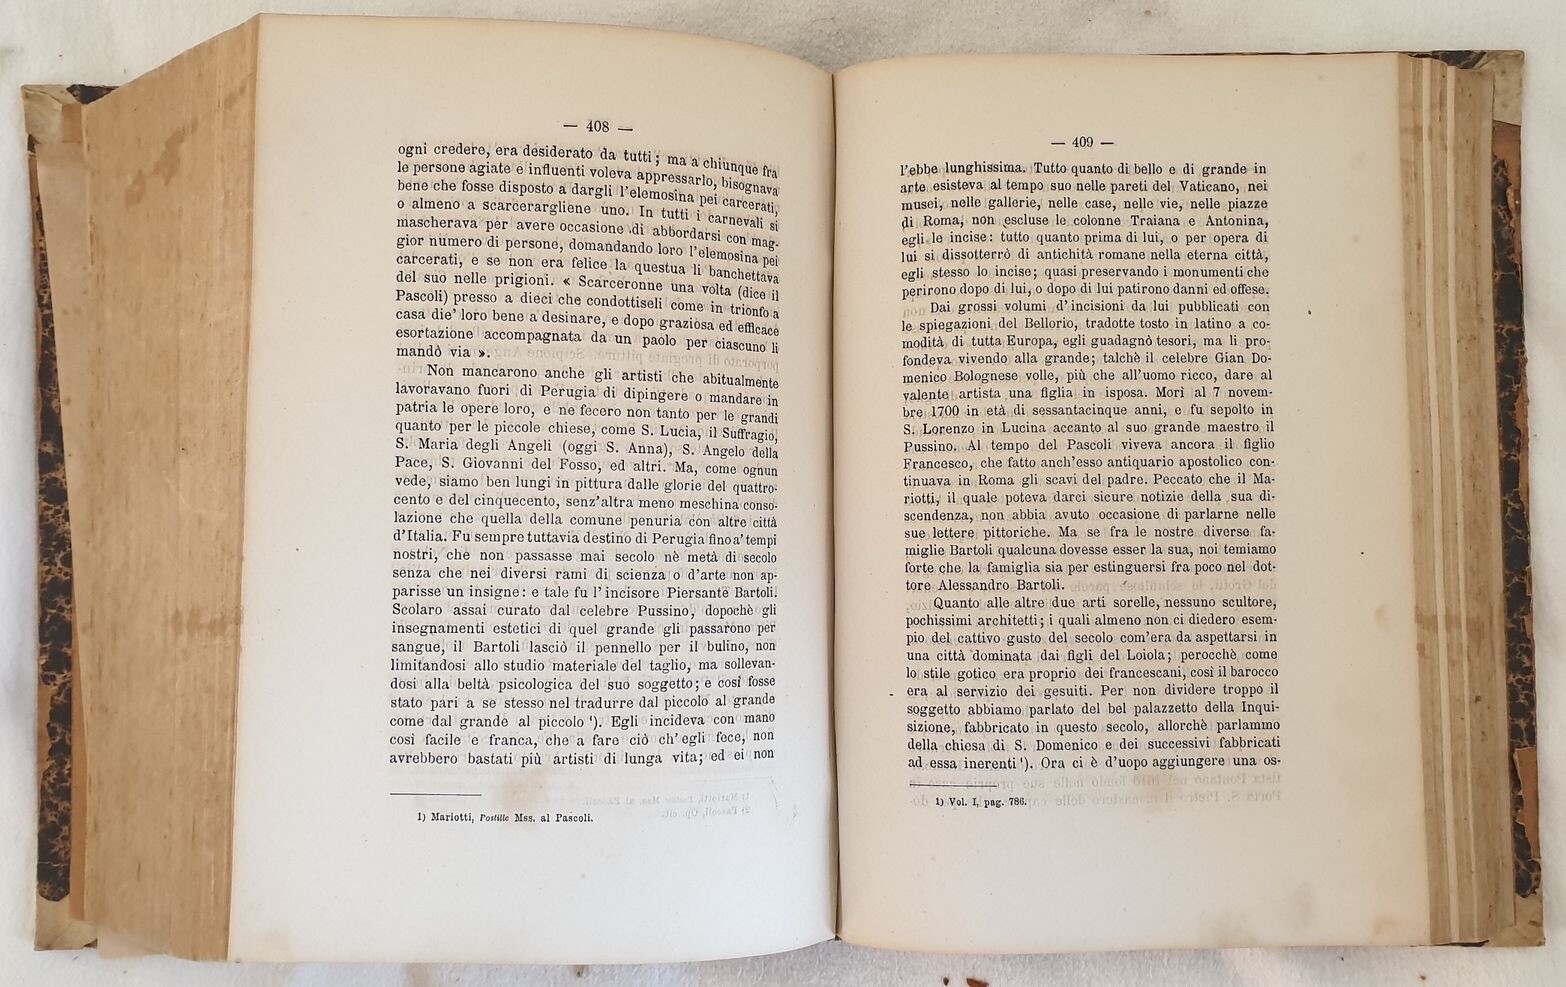 — 408 —
ogni credere, era desiderato da tutti; ma a chiunque fra
le persone agiate e influenti voleva appressarlo, bisognava
bene che fosse disposto a dargli l'elemosina pei carcerati,
o almeno a scarcerargliene uno. In tutti i carnevali si
mascherava per avere occasione di abbordarsi con mag-
gior numero di persone, domandando loro l'elemosina pei
carcerati, e se non era felice la questua li banchettava
del suo nelle prigioni. « Scarceronne una volta (dice il
Pascoli) presso a dieci che condottiseli come in trionfo a
casa die' loro bene a desinare, e dopo graziosa ed efficace
esortazione accompagnata da un paolo per ciascuno li
mandò via ».
Non mancarono anche gli artisti che abitualmente
lavoravano fuori di Perugia di dipingere o mandare in
patria le opere loro, e ne fecero non tanto per le grandi
quanto per le piccole chiese, come S. Lucia, il Suffragio,
S. Maria degli Angeli (oggi S. Anna), S. Angelo della
Pace, S. Giovanni del Fosso, ed altri. Ma, come ognun
vede, siamo ben lungi in pittura dalle glorie del quattro-
cento e del cinquecento, senz'altra meno meschina conso-
lazione che quella della comune penuria con altre città
d'Italia. Fu sempre tuttavia destino di Perugia fino a' tempi
nostri, che non passasse mai secolo nè metà di secolo
senza che nei diversi rami di scienza o d'arte non ap-
parisse un insigne: e tale fu l'incisore Piersante Bartoli.
Scolaro assai curato dal celebre Pussino, dopochè gli
insegnamenti estetici di quel grande gli passarono per
sangue, il Bartoli lasciò il pennello per il bulino, non
limitandosi allo studio materiale del taglio, ma sollevan-
dosi alla beltà psicologica del suo soggetto; e così fosse
stato pari a se stesso nel tradurre dal piccolo al grande
come dal grande al piccolo ¹). Egli incideva con mano
così facile e franca, che a fare ciò ch' egli fece, non
avrebbero bastati più artisti di lunga vita; ed ei non
1) Mariotti, Postille Mss. al Pascoli.
— 409 —
l'ebbe lunghissima. Tutto quanto di bello e di grande in
arte esisteva al tempo suo nelle pareti del Vaticano, nei
musei, nelle gallerie, nelle case, nelle vie, nelle piazze
di Roma, non escluse le colonne Traiana e Antonina,
egli le incise: tutto quanto prima di lui, o per opera di
lui si dissotterrò di antichità romane nella eterna città,
egli stesso lo incise; quasi preservando i monumenti che
perirono dopo di lui, o dopo di lui patirono danni ed offese.
Dai grossi volumi d'incisioni da lui pubblicati con
le spiegazioni del Bellorio, tradotte tosto in latino a co-
modità di tutta Europa, egli guadagnò tesori, ma li pro-
fondeva vivendo alla grande; talchè il celebre Gian Do-
menico Bolognese volle, più che all'uomo ricco, dare al
valente artista una figlia in isposa. Morì al 7 novem-
bre 1700 in età di sessantacinque anni, e fu sepolto in
S. Lorenzo in Lucina accanto al suo grande maestro il
Pussino. Al tempo del Pascoli viveva ancora il figlio
Francesco, che fatto anch'esso antiquario apostolico con-
tinuava in Roma gli scavi del padre. Peccato che il Ma-
riotti, il quale poteva darci sicure notizie della sua di-
scendenza, non abbia avuto occasione di parlarne nelle
sue lettere pittoriche. Ma se fra le nostre diverse fa-
miglie Bartoli qualcuna dovesse esser la sua, noi temiamo
forte che la famiglia sia per estinguersi fra poco nel dot-
tore Alessandro Bartoli.
Quanto alle altre due arti sorelle, nessuno scultore,
pochissimi architetti; i quali almeno non ci diedero esem-
pio del cattivo gusto del secolo com'era da aspettarsi in
una città dominata dai figli del Loiola; perocchè come
lo stile gotico era proprio dei francescani, così il barocco
era al servizio dei gesuiti. Per non dividere troppo il
soggetto abbiamo parlato del bel palazzetto della Inqui-
sizione, fabbricato in questo secolo, allorchè parlammo
della chiesa di S. Domenico e dei successivi fabbricati
ad essa inerenti ¹). Ora ci è d'uopo aggiungere una os-
1) Vol. I, pag. 786.